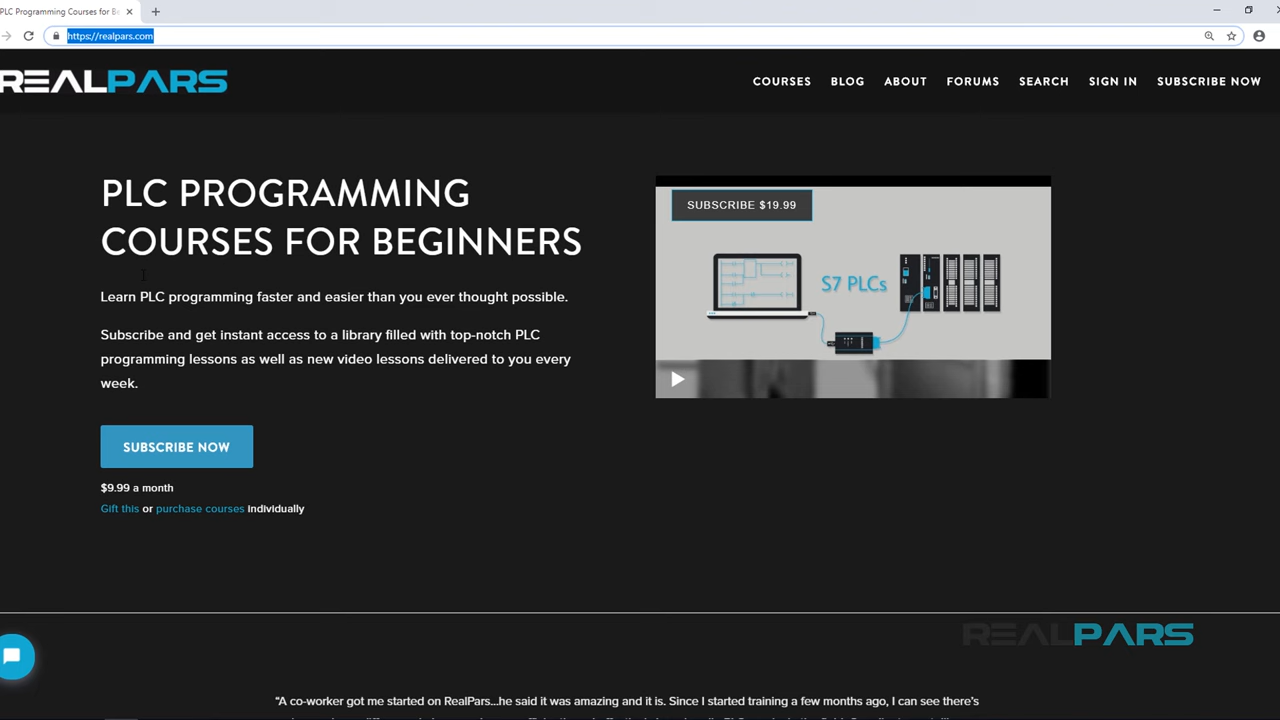 PLC Programming Courses for Be
https://realpars.com
REALPARS
COURSES BLOG ABOUT FORUMS SEARCH SIGN IN SUBSCRIBE NOW
PLC PROGRAMMING
COURSES FOR BEGINNERS
SUBSCRIBE $19.99
S7 PLCs
Learn PLC programming faster and easier than you ever thought possible.
Subscribe and get instant access to a library filled with top-notch PLC
programming lessons as well as new video lessons delivered to you every
week.
SUBSCRIBE NOW
$9.99 a month
Gift this or purchase courses individually
REALPARS
“A co-worker got me started on RealPars...he said it was amazing and it is. Since I started training a few months ago, I can see there's